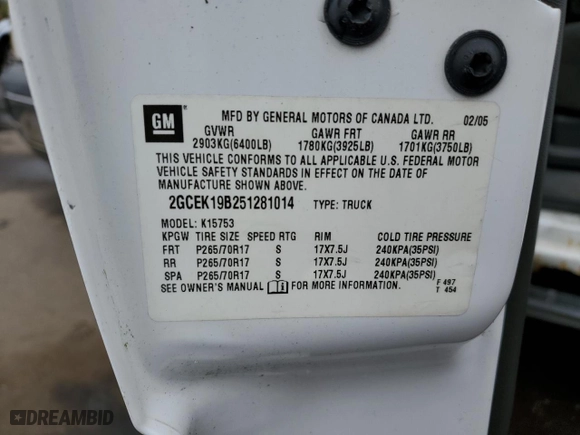 GM
MFD BY GENERAL MOTORS OF CANADA LTD. 02/05
GVWR GAWR FRT GAWR RR
2903KG(6400LB) 1780KG(3925LB) 1701KG(3750LB)
THIS VEHICLE CONFORMS TO ALL APPLICABLE U.S. FEDERAL MOTOR
VEHICLE SAFETY STANDARDS IN EFFECT ON THE DATE OF
MANUFACTURE SHOWN ABOVE.
2GCEK19B251281014 TYPE: TRUCK
MODEL: K15753
KPGW TIRE SIZE SPEED RTG RIM COLD TIRE PRESSURE
FRT P265/70R17 S 17X7.5J 240KPA(35PSI)
RR P265/70R17 S 17X7.5J 240KPA(35PSI)
SPA P265/70R17 S 17X7.5J 240KPA(35PSI)
SEE OWNER'S MANUAL FOR MORE INFORMATION.
F 497
T 454
DREAMBID